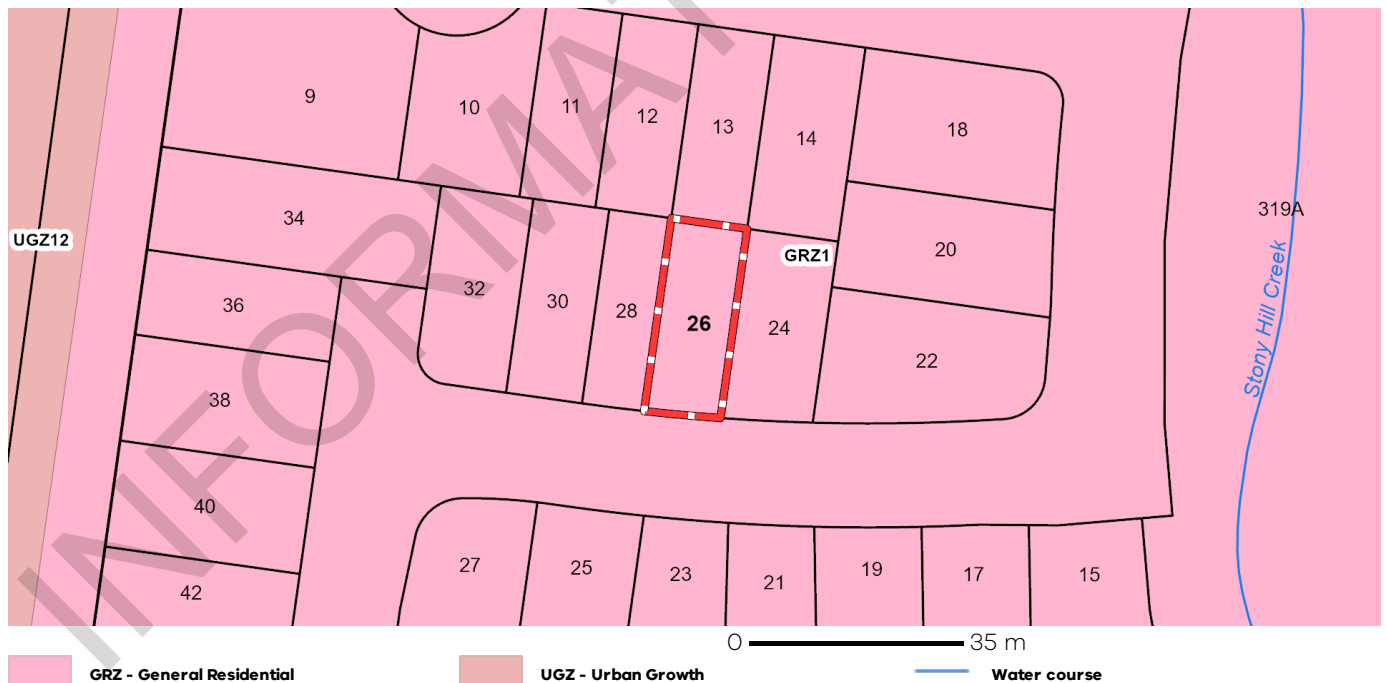 9
10
11
12
13
14
18
34
319A
UGZ12
GRZ1
20
32
30
28
26
24
36
22
38
Stony Hill Creek
40
27
25
23
21
19
17
15
42
0 35 m
GRZ - General Residential
UGZ - Urban Growth
Water course
INFORMAT